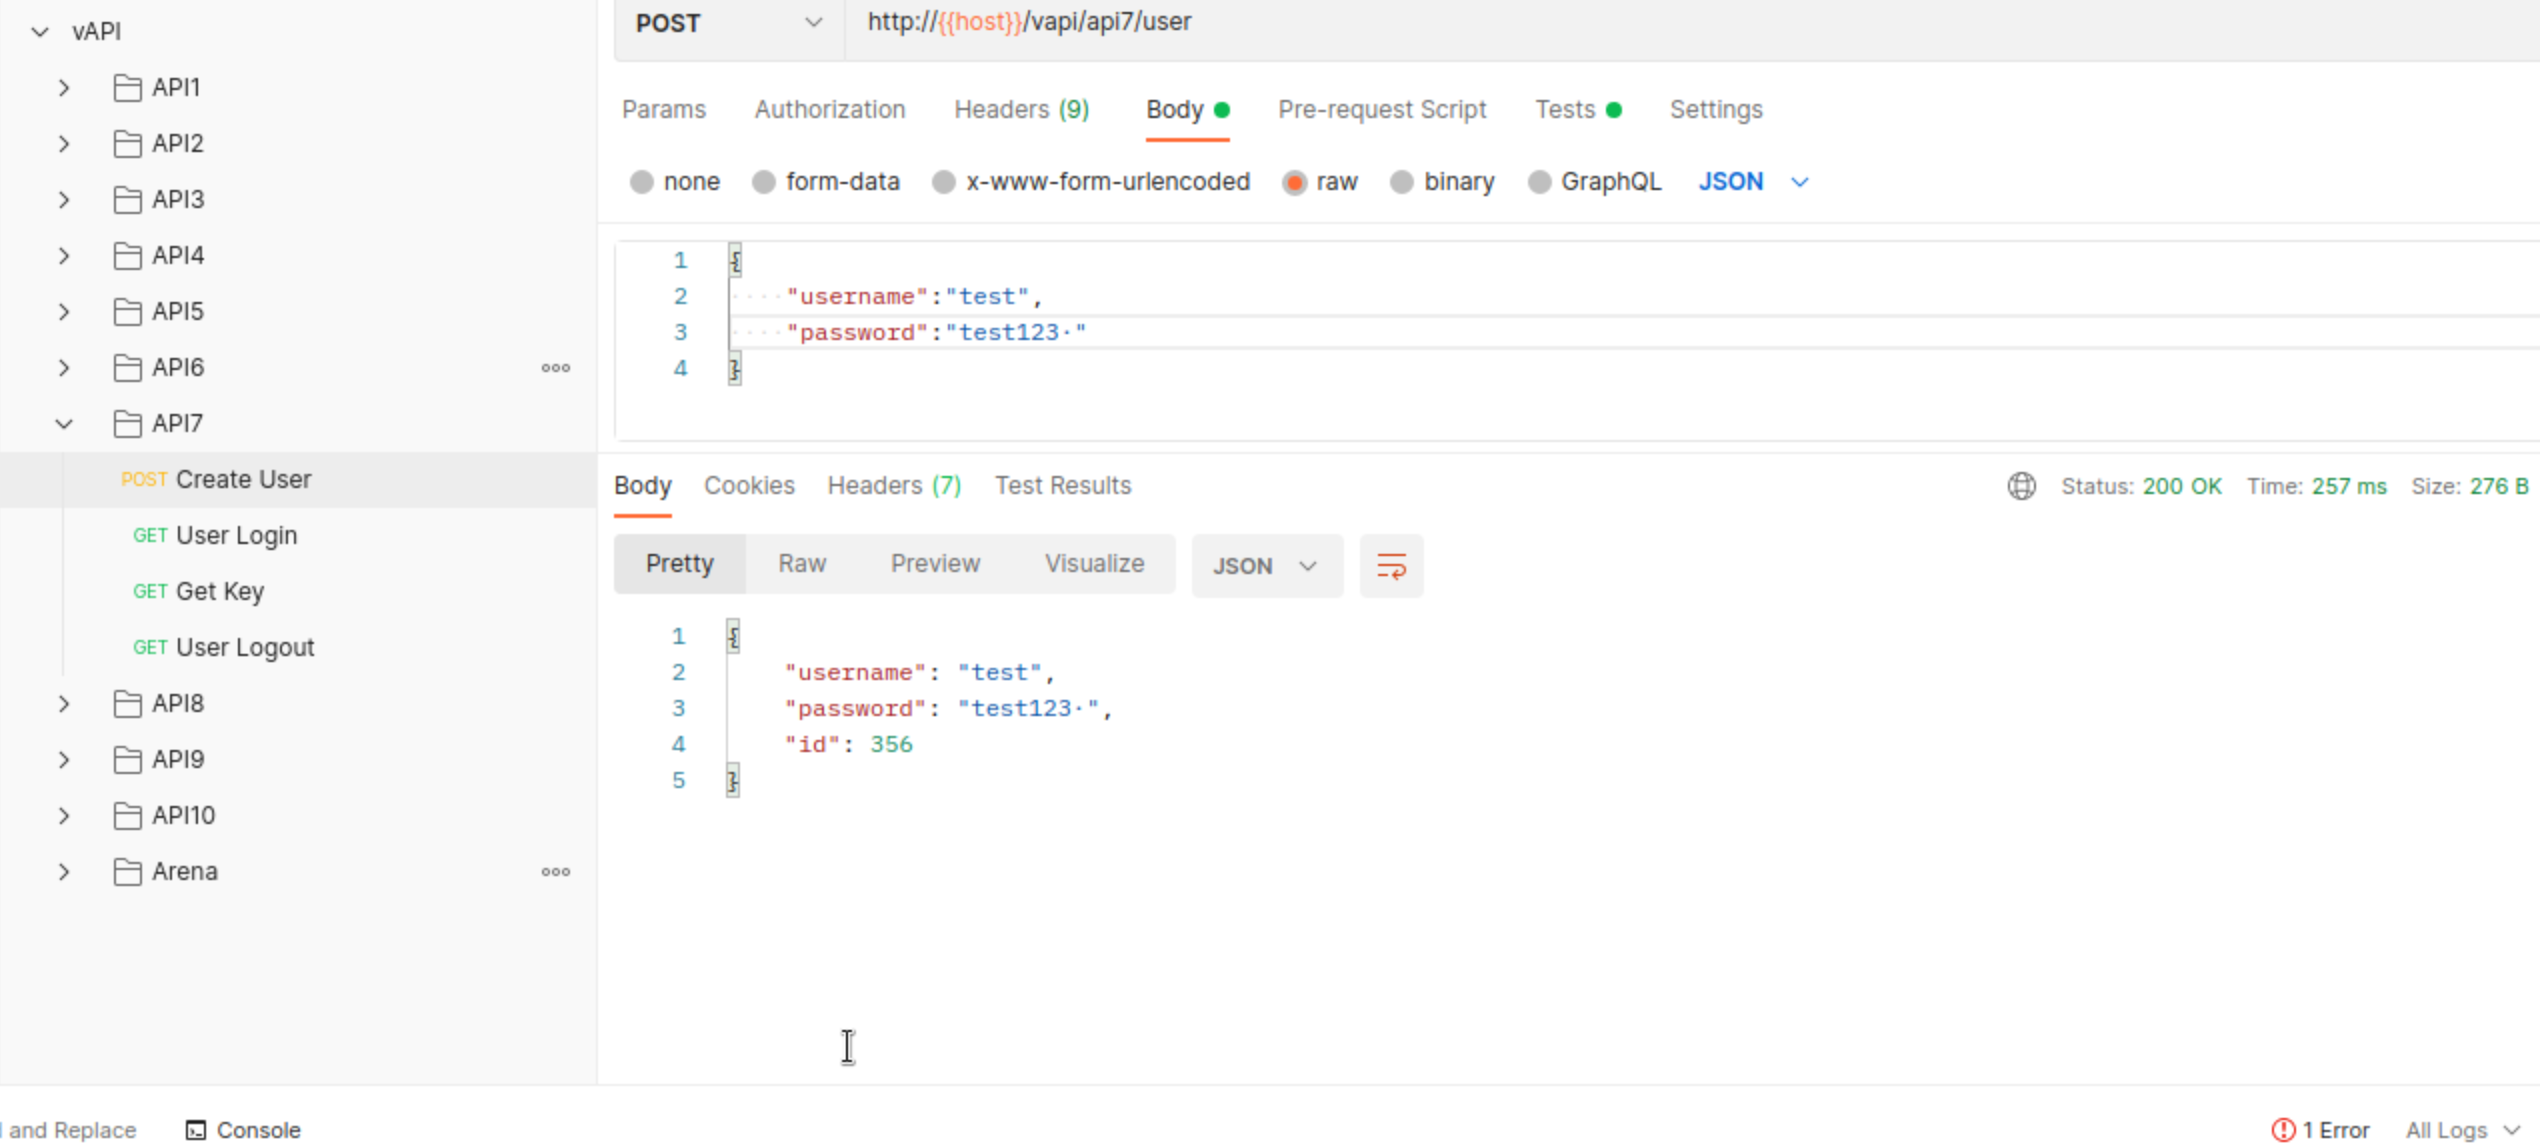 vAPI
API1
API2
API3
API4
API5
API6
API7
POST Create User
GET User Login
GET Get Key
GET User Logout
API8
API9
API10
Arena
POST http://{{host}}/vapi/api7/user
Params Authorization Headers (9) Body Pre-request Script Tests Settings
none form-data x-www-form-urlencoded raw binary GraphQL JSON
1 {
2 ····"username":"test",
3 ····"password":"test123·"
4 }
Body Cookies Headers (7) Test Results Status: 200 OK Time: 257 ms Size: 276 B
Pretty Raw Preview Visualize JSON
1 {
2 "username": "test",
3 "password": "test123·",
4 "id": 356
5 }
and Replace Console 1 Error All Logs